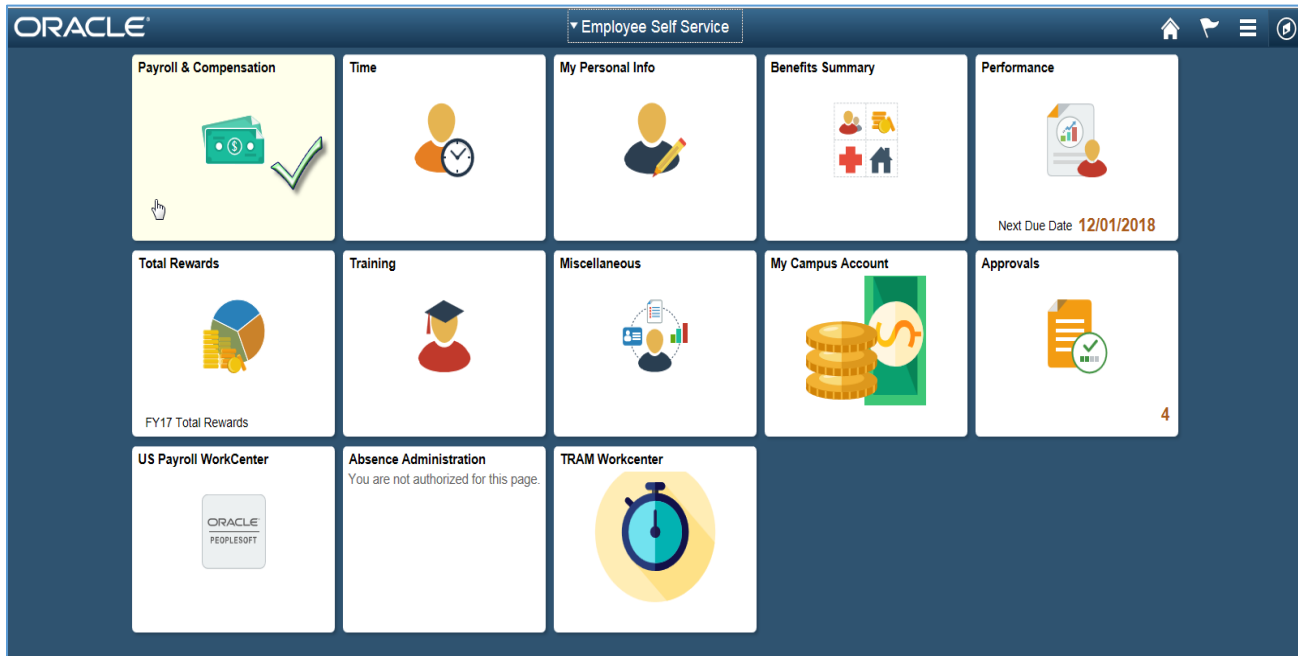 ORACLE®
Employee Self Service
Payroll & Compensation
Time
My Personal Info
Benefits Summary
Performance
Next Due Date 12/01/2018
Total Rewards
FY17 Total Rewards
Training
Miscellaneous
My Campus Account
Approvals
4
US Payroll WorkCenter
ORACLE®
PEOPLESOFT
Absence Administration
You are not authorized for this page.
TRAM Workcenter